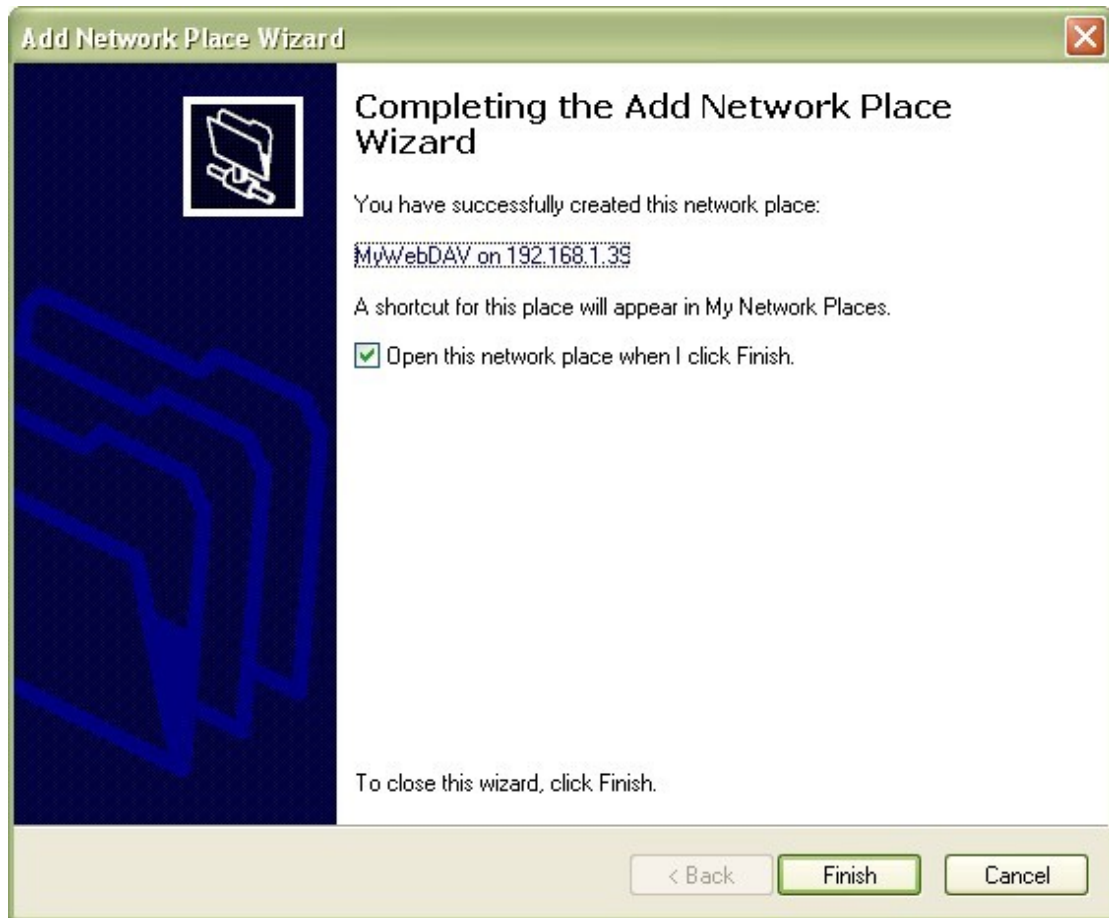 Add Network Place Wizard
Completing the Add Network Place
Wizard
You have successfully created this network place:
MyWebDAV on 192.168.1.39
A shortcut for this place will appear in My Network Places.
Open this network place when I click Finish.
To close this wizard, click Finish.
< Back Finish Cancel